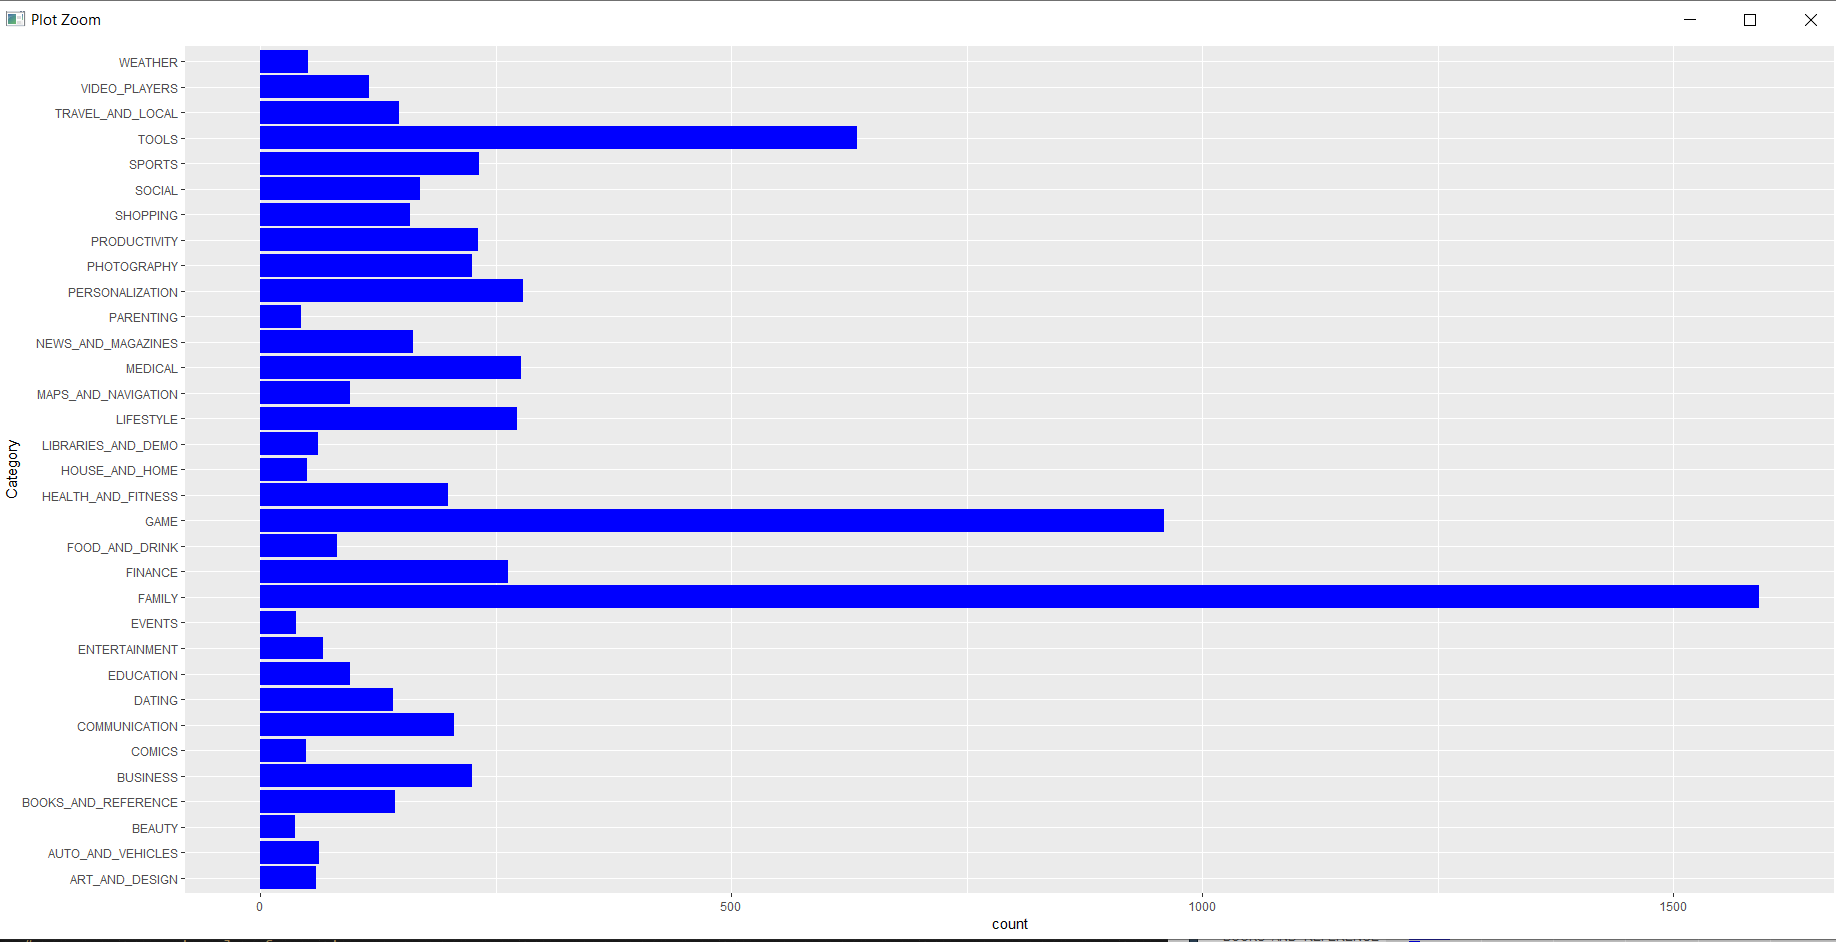 Plot Zoom
WEATHER
VIDEO_PLAYERS
TRAVEL_AND_LOCAL
TOOLS
SPORTS
SOCIAL
SHOPPING
PRODUCTIVITY
PHOTOGRAPHY
PERSONALIZATION
PARENTING
NEWS_AND_MAGAZINES
MEDICAL
MAPS_AND_NAVIGATION
LIFESTYLE
LIBRARIES_AND_DEMO
HOUSE_AND_HOME
HEALTH_AND_FITNESS
GAME
FOOD_AND_DRINK
FINANCE
FAMILY
EVENTS
ENTERTAINMENT
EDUCATION
DATING
COMMUNICATION
COMICS
BUSINESS
BOOKS_AND_REFERENCE
BEAUTY
AUTO_AND_VEHICLES
ART_AND_DESIGN
Category
0 500 1000 1500
count